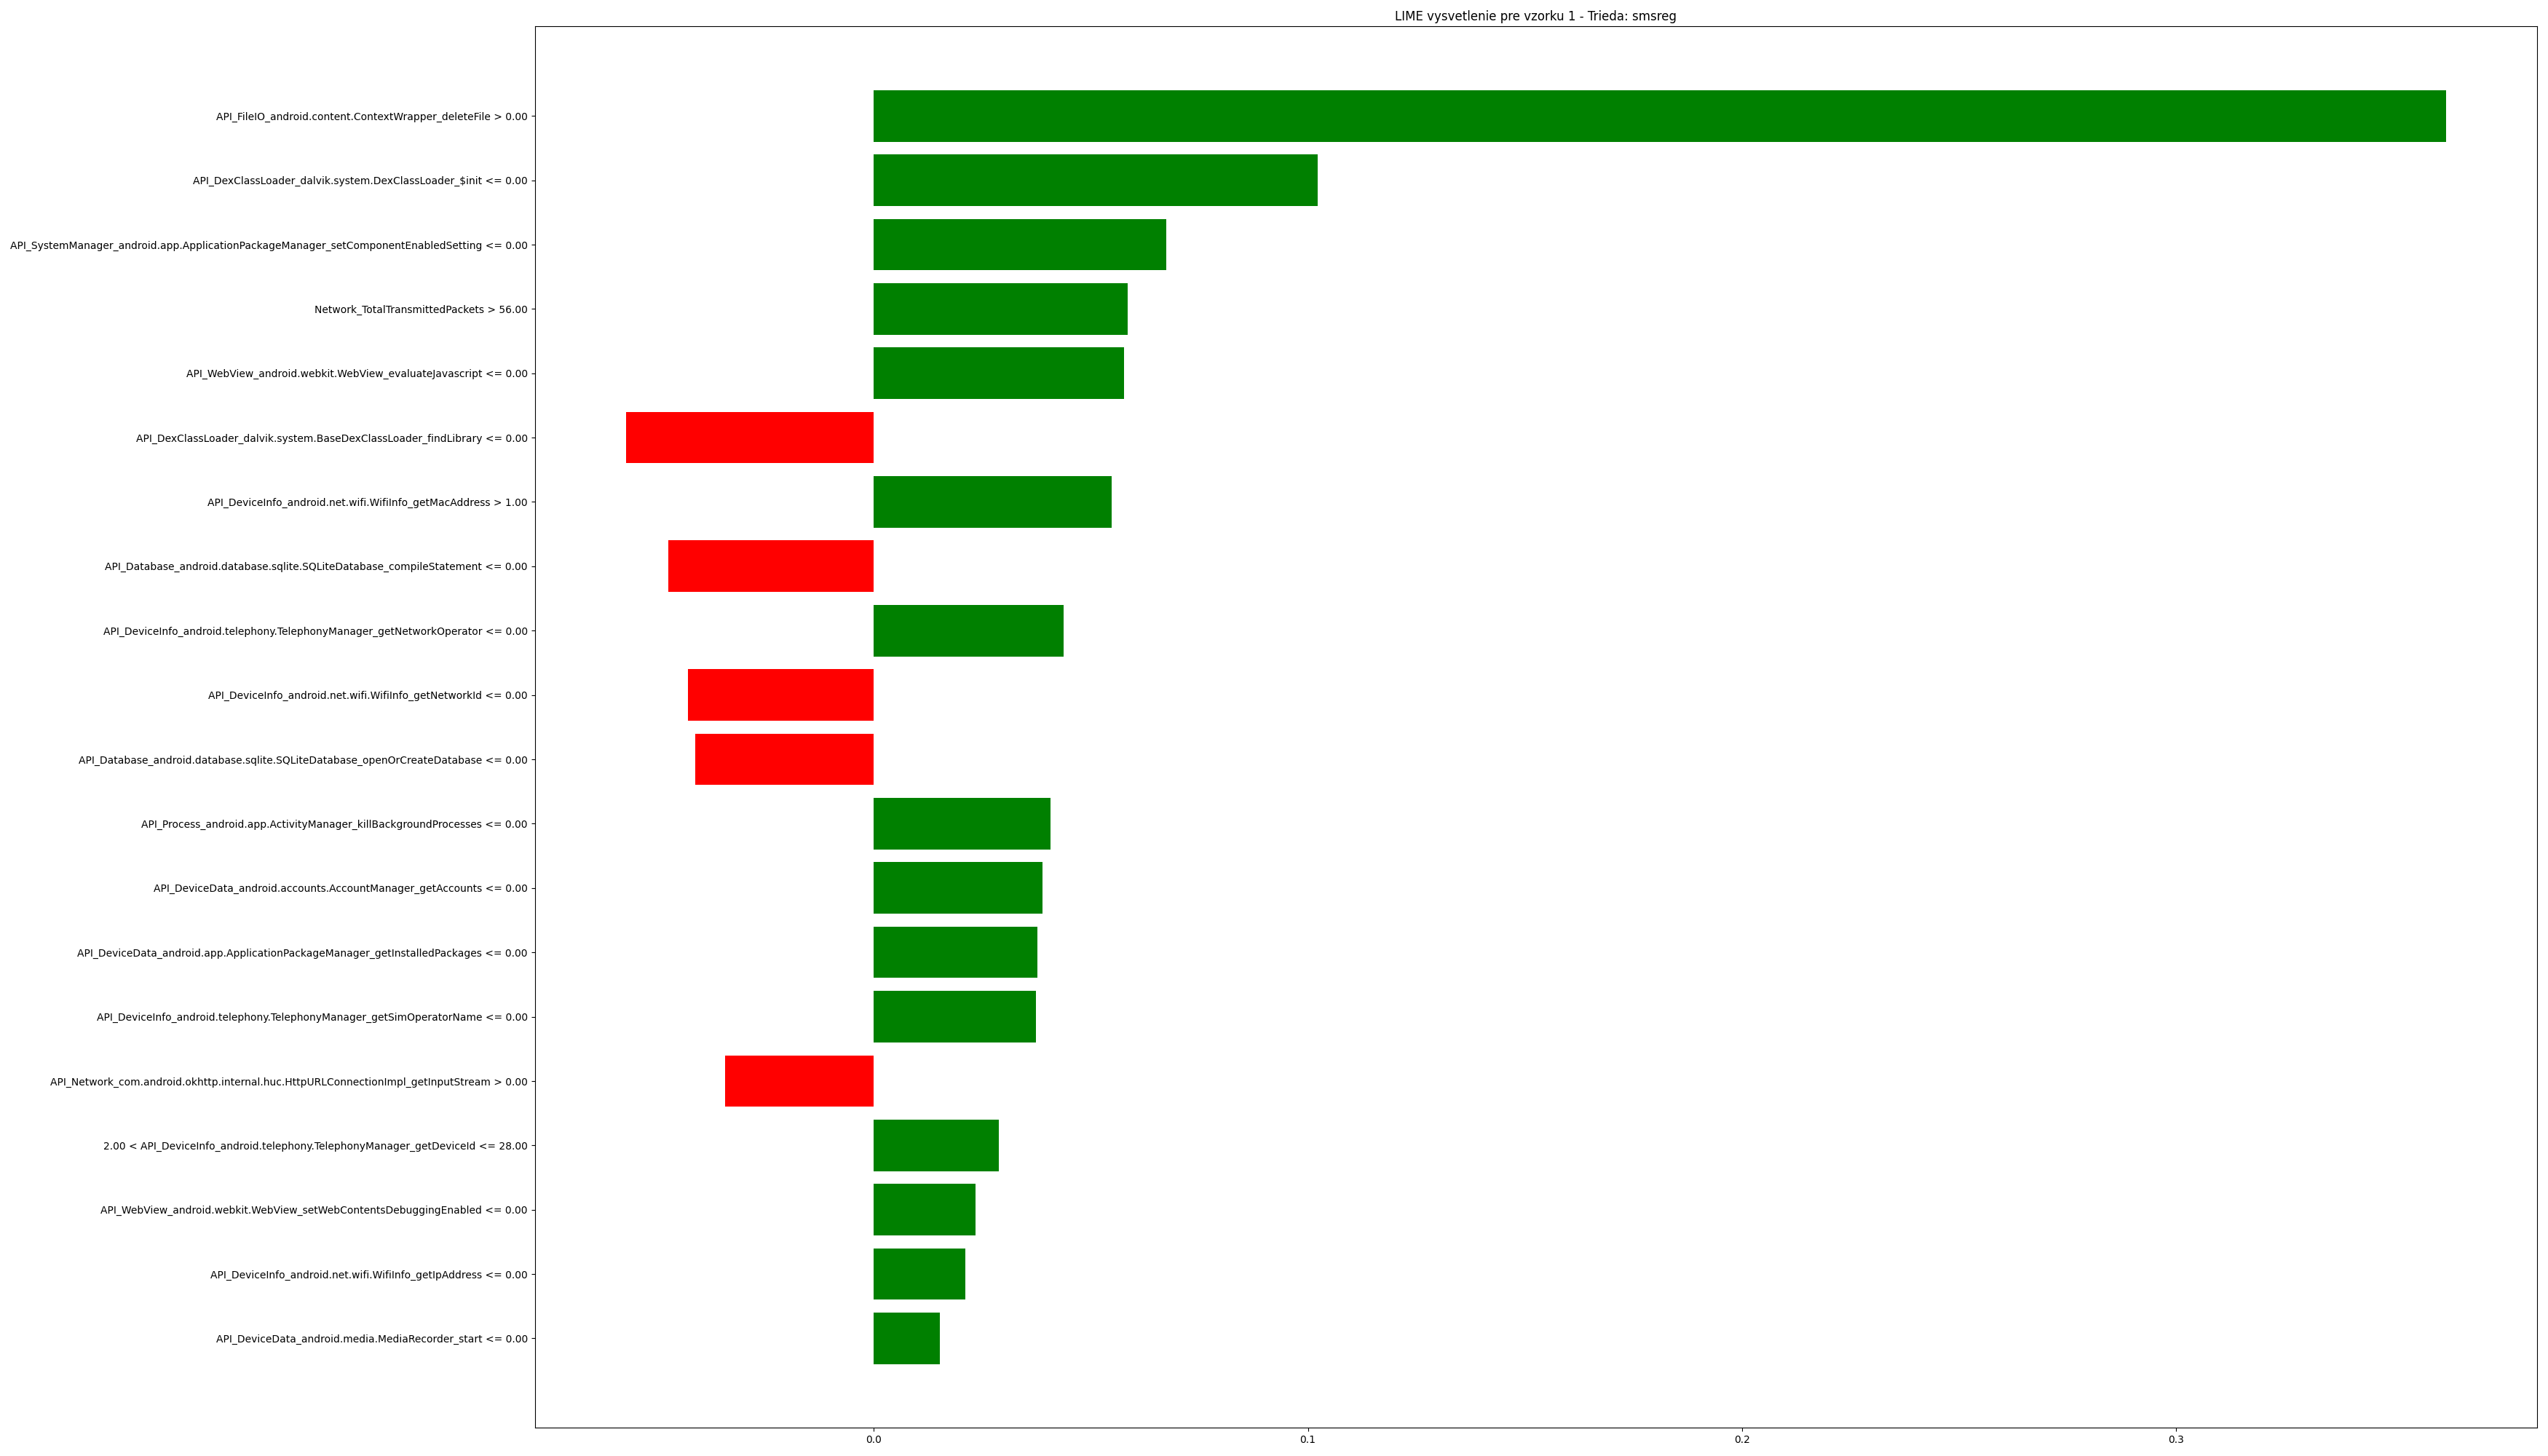 LIME vysvetlenie pre vzorku 1 - Trieda: smsreg
API_FileIO_android.content.ContextWrapper_deleteFile > 0.00
API_DexClassLoader_dalvik.system.DexClassLoader_$init <= 0.00
API_SystemManager_android.app.ApplicationPackageManager_setComponentEnabledSetting <= 0.00
Network_TotalTransmittedPackets > 56.00
API_WebView_android.webkit.WebView_evaluateJavascript <= 0.00
API_DexClassLoader_dalvik.system.BaseDexClassLoader_findLibrary <= 0.00
API_DeviceInfo_android.net.wifi.WifiInfo_getMacAddress > 1.00
API_Database_android.database.sqlite.SQLiteDatabase_compileStatement <= 0.00
API_DeviceInfo_android.telephony.TelephonyManager_getNetworkOperator <= 0.00
API_DeviceInfo_android.net.wifi.WifiInfo_getNetworkId <= 0.00
API_Database_android.database.sqlite.SQLiteDatabase_openOrCreateDatabase <= 0.00
API_Process_android.app.ActivityManager_killBackgroundProcesses <= 0.00
API_DeviceData_android.accounts.AccountManager_getAccounts <= 0.00
API_DeviceData_android.app.ApplicationPackageManager_getInstalledPackages <= 0.00
API_DeviceInfo_android.telephony.TelephonyManager_getSimOperatorName <= 0.00
API_Network_com.android.okhttp.internal.huc.HttpURLConnectionImpl_getInputStream > 0.00
2.00 < API_DeviceInfo_android.telephony.TelephonyManager_getDeviceId <= 28.00
API_WebView_android.webkit.WebView_setWebContentsDebuggingEnabled <= 0.00
API_DeviceInfo_android.net.wifi.WifiInfo_getIpAddress <= 0.00
API_DeviceData_android.media.MediaRecorder_start <= 0.00
0.0 0.1 0.2 0.3